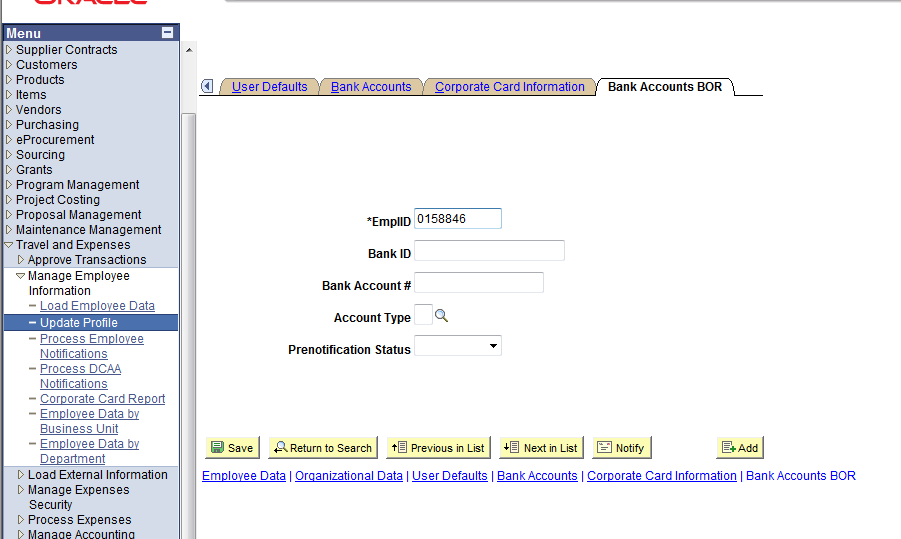 ORACLE
Menu
Supplier Contracts
Customers
Products
Items
Vendors
Purchasing
eProcurement
Sourcing
Grants
Program Management
Project Costing
Proposal Management
Maintenance Management
Travel and Expenses
Approve Transactions
Manage Employee
Information
Load Employee Data
Update Profile
Process Employee
Notifications
Process DCAA
Notifications
Corporate Card Report
Employee Data by
Business Unit
Employee Data by
Department
Load External Information
Manage Expenses
Security
Process Expenses
Manage Accounting
User Defaults Bank Accounts Corporate Card Information Bank Accounts BOR
*EmplID 0158846
Bank ID
Bank Account #
Account Type
Prenotification Status
Save Return to Search Previous in List Next in List Notify Add
Employee Data | Organizational Data | User Defaults | Bank Accounts | Corporate Card Information | Bank Accounts BOR